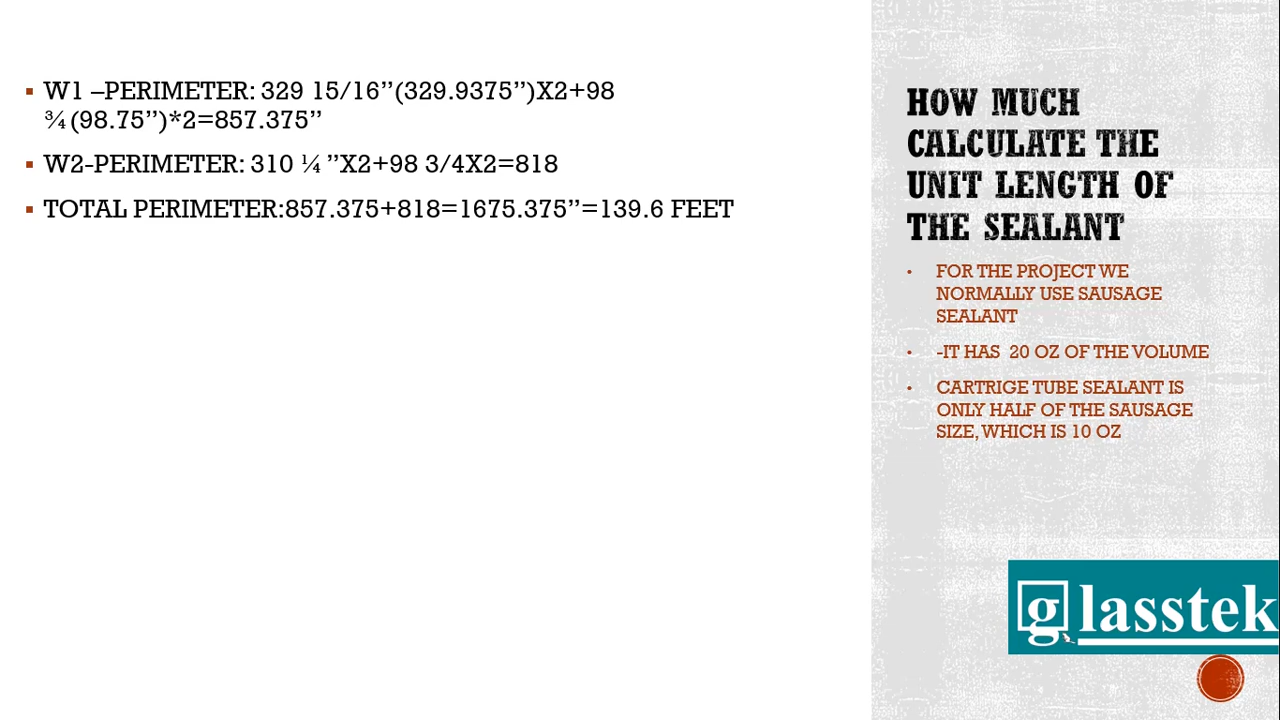 W1 –PERIMETER: 329 15/16”(329.9375”)X2+98
¾ (98.75”)*2=857.375”
W2-PERIMETER: 310 ¼ ”X2+98 3/4X2=818
TOTAL PERIMETER:857.375+818=1675.375”=139.6 FEET
HOW MUCH
CALCULATE THE
UNIT LENGTH OF
THE SEALANT
FOR THE PROJECT WE
NORMALLY USE SAUSAGE
SEALANT
-IT HAS 20 OZ OF THE VOLUME
CARTRIGE TUBE SEALANT IS
ONLY HALF OF THE SAUSAGE
SIZE, WHICH IS 10 OZ
glasstek